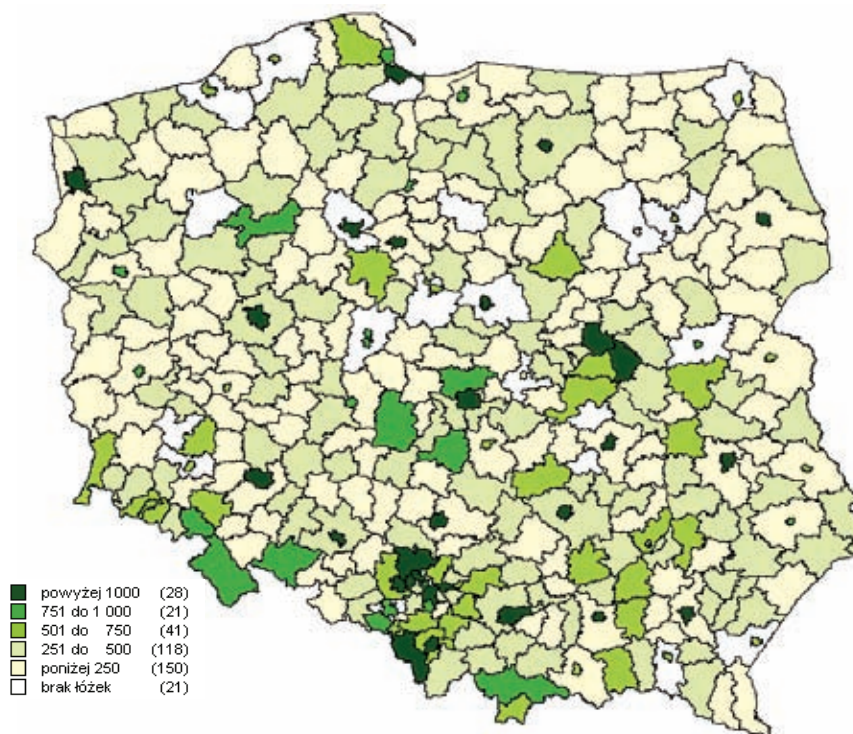 powyżej 1000 (28)
751 do 1 000 (21)
501 do 750 (41)
251 do 500 (118)
poniżej 250 (150)
brak łóżek (21)